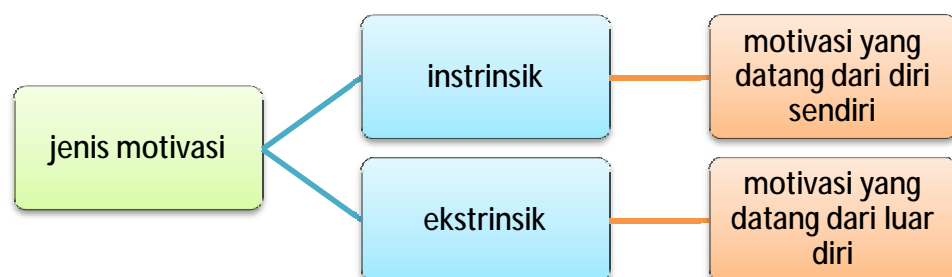 jenis motivasi
instrinsik
motivasi yang
datang dari diri
sendiri
ekstrinsik
motivasi yang
datang dari luar
diri